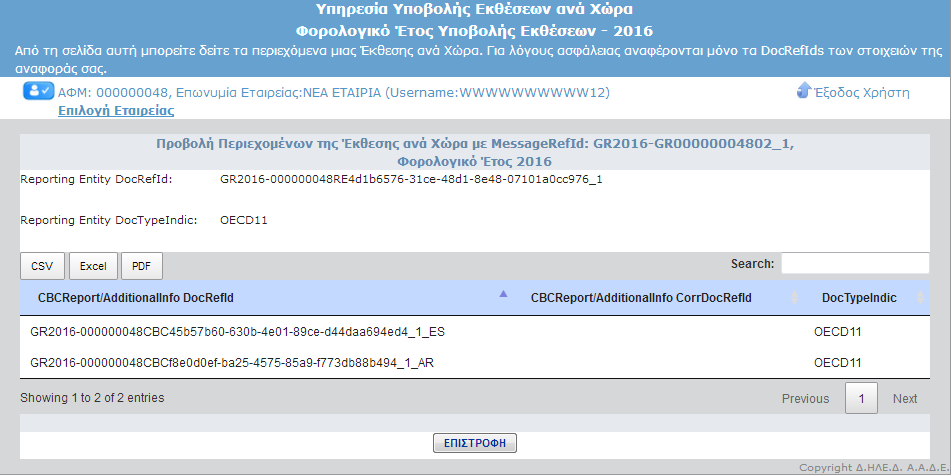 Υπηρεσία Υποβολής Εκθέσεων ανά Χώρα
Φορολογικό Έτος Υποβολής Εκθέσεων - 2016
Από τη σελίδα αυτή μπορείτε δείτε τα περιεχόμενα μιας Έκθεσης ανά Χώρα. Για λόγους ασφάλειας αναφέρονται μόνο τα DocRefIds των στοιχειών της
αναφοράς σας.
ΑΦΜ: 000000048, Επωνυμία Εταιρείας:ΝΕΑ ΕΤΑΙΡΙΑ (Username:WWWWWWWWWWW12)
Έξοδος Χρήστη
Επιλογή Εταιρείας
Προβολή Περιεχομένων της Έκθεσης ανά Χώρα με MessageRefId: GR2016-GR00000004802_1,
Φορολογικό Έτος 2016
Reporting Entity DocRefId: GR2016-000000048RE4d1b6576-31ce-48d1-8e48-07101a0cc976_1
Reporting Entity DocTypeIndic: OECD11
CSV Excel PDF Search:
CBCReport/AdditionalInfo DocRefId CBCReport/AdditionalInfo CorrDocRefId DocTypeIndic
GR2016-000000048CBC45b57b60-630b-4e01-89ce-d44daa694ed4_1_ES OECD11
GR2016-000000048CBCf8e0d0ef-ba25-4575-85a9-f773db88b494_1_AR OECD11
Showing 1 to 2 of 2 entries Previous 1 Next
ΕΠΙΣΤΡΟΦΗ
Copyright Δ.ΗΛΕ.Δ. Α.Α.Δ.Ε.